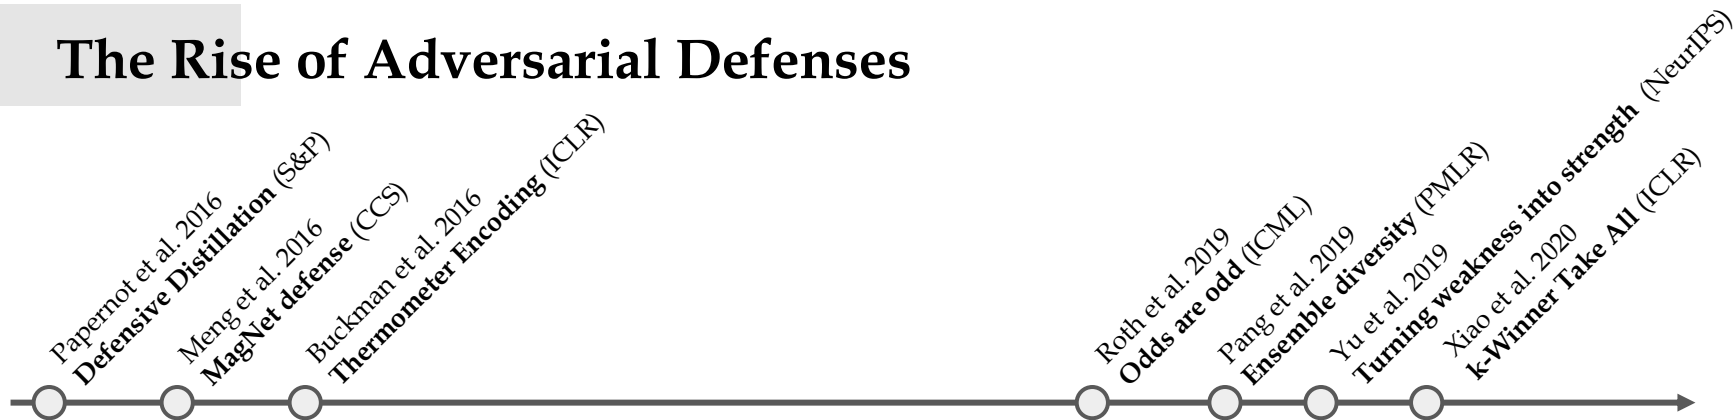 The Rise of Adversarial Defenses
Papernot et al. 2016
Defensive Distillation (S&P)
Meng et al. 2016
MagNet defense (CCS)
Buckman et al. 2016
Thermometer Encoding (ICLR)
Roth et al. 2019
Odds are odd (ICML)
Pang et al. 2019
Ensemble diversity (PMLR)
Yu et al. 2019
Turning weakness into strength (NeurIPS)
Xiao et al. 2020
k-Winner Take All (ICLR)